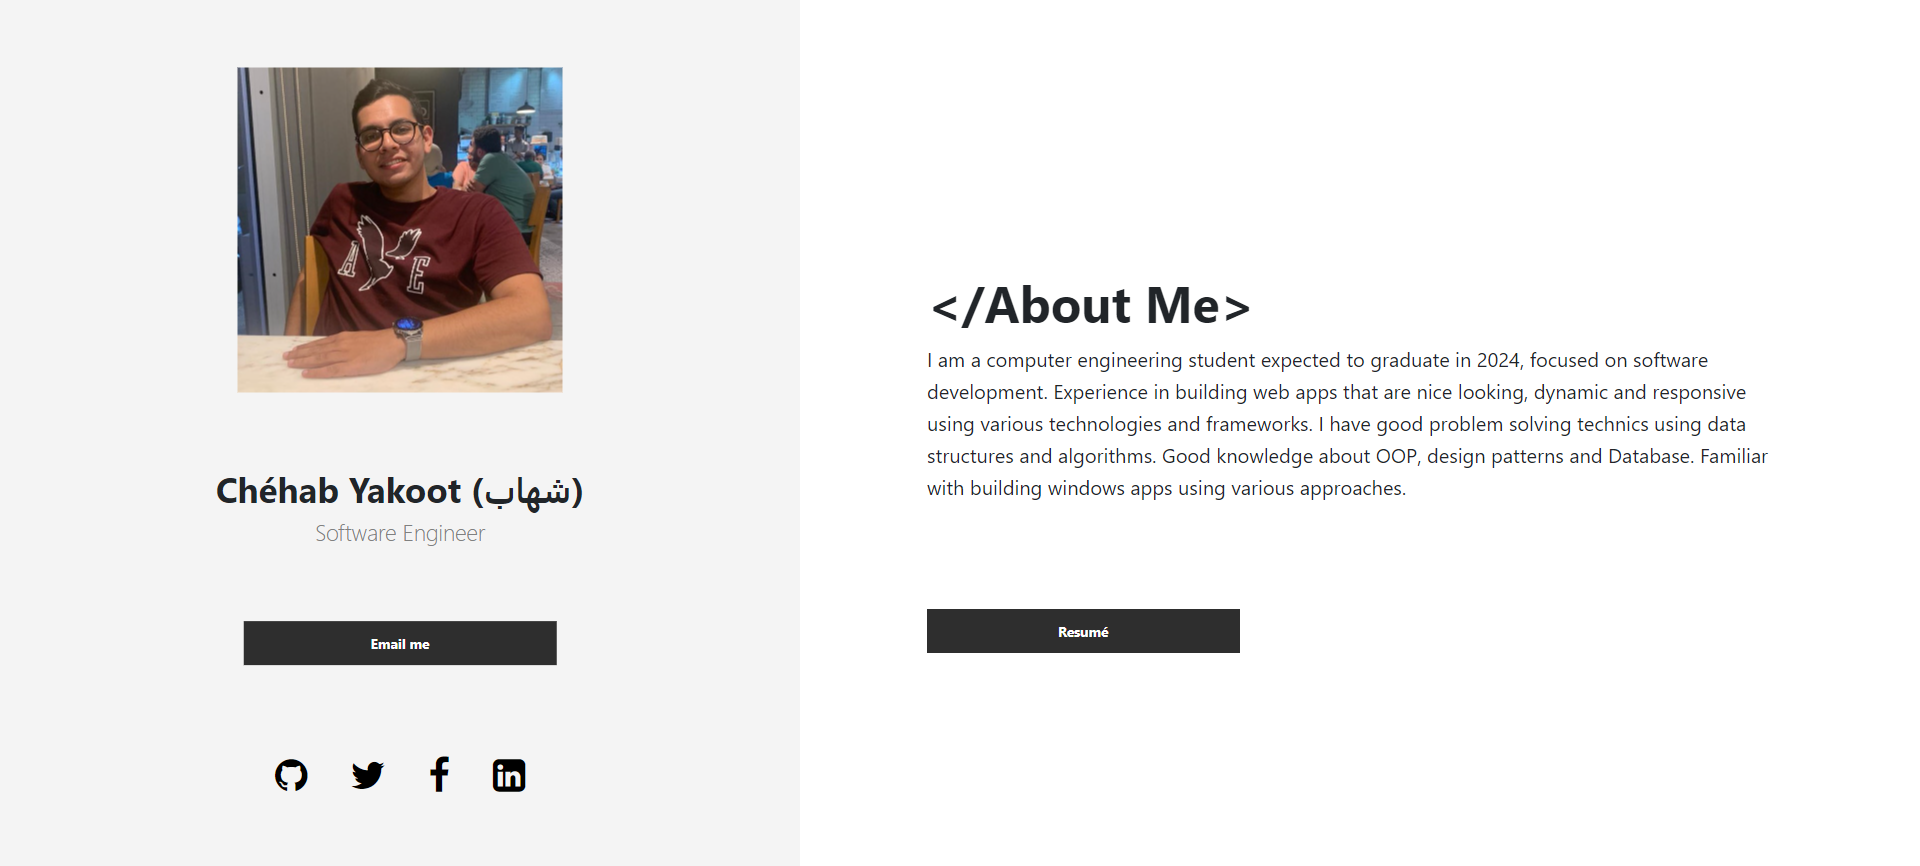 A E
Chéhab Yakoot (شهاب)
Software Engineer
Email me
</About Me>
I am a computer engineering student expected to graduate in 2024, focused on software
development. Experience in building web apps that are nice looking, dynamic and responsive
using various technologies and frameworks. I have good problem solving technics using data
structures and algorithms. Good knowledge about OOP, design patterns and Database. Familiar
with building windows apps using various approaches.
Resumé